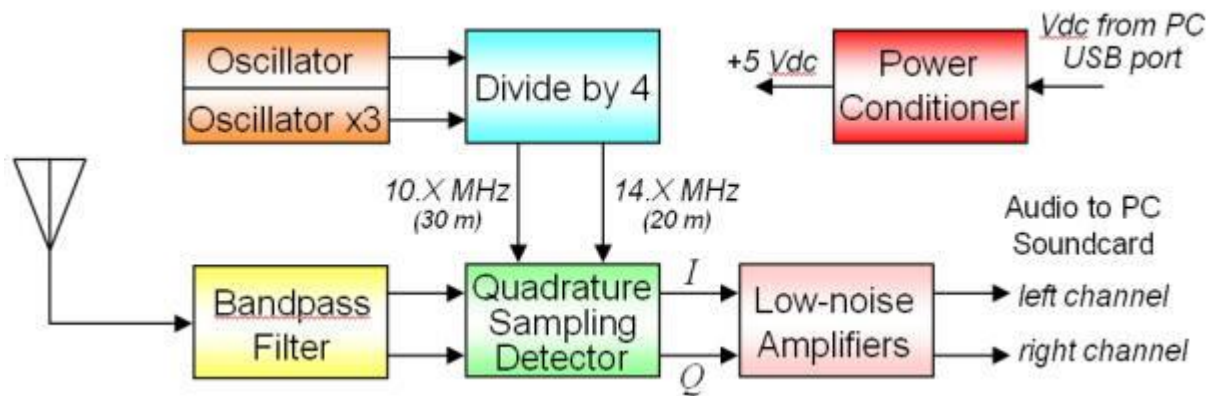 Oscillator
Oscillator x3
Divide by 4
+5 Vdc
Power
Conditioner
Vdc from PC
USB port
10.X MHz
(30 m)
14.X MHz
(20 m)
Audio to PC
Soundcard
Bandpass
Filter
Quadrature
Sampling
Detector
I
Q
Low-noise
Amplifiers
left channel
right channel